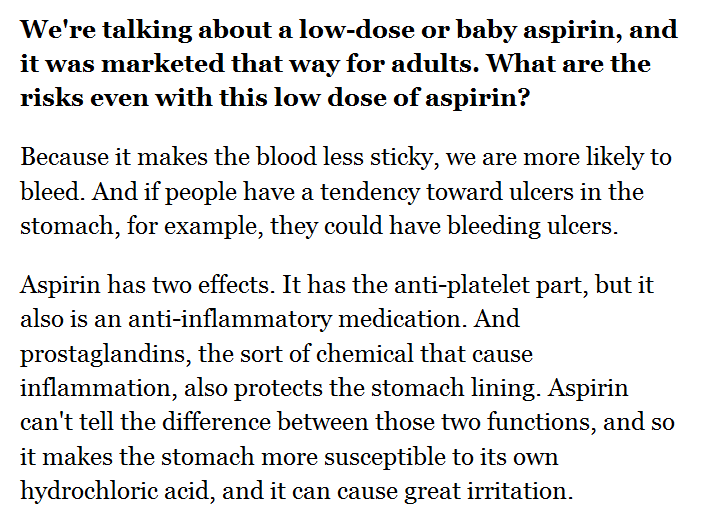 We're talking about a low-dose or baby aspirin, and
it was marketed that way for adults. What are the
risks even with this low dose of aspirin?
Because it makes the blood less sticky, we are more likely to
bleed. And if people have a tendency toward ulcers in the
stomach, for example, they could have bleeding ulcers.
Aspirin has two effects. It has the anti-platelet part, but it
also is an anti-inflammatory medication. And
prostaglandins, the sort of chemical that cause
inflammation, also protects the stomach lining. Aspirin
can't tell the difference between those two functions, and so
it makes the stomach more susceptible to its own
hydrochloric acid, and it can cause great irritation.